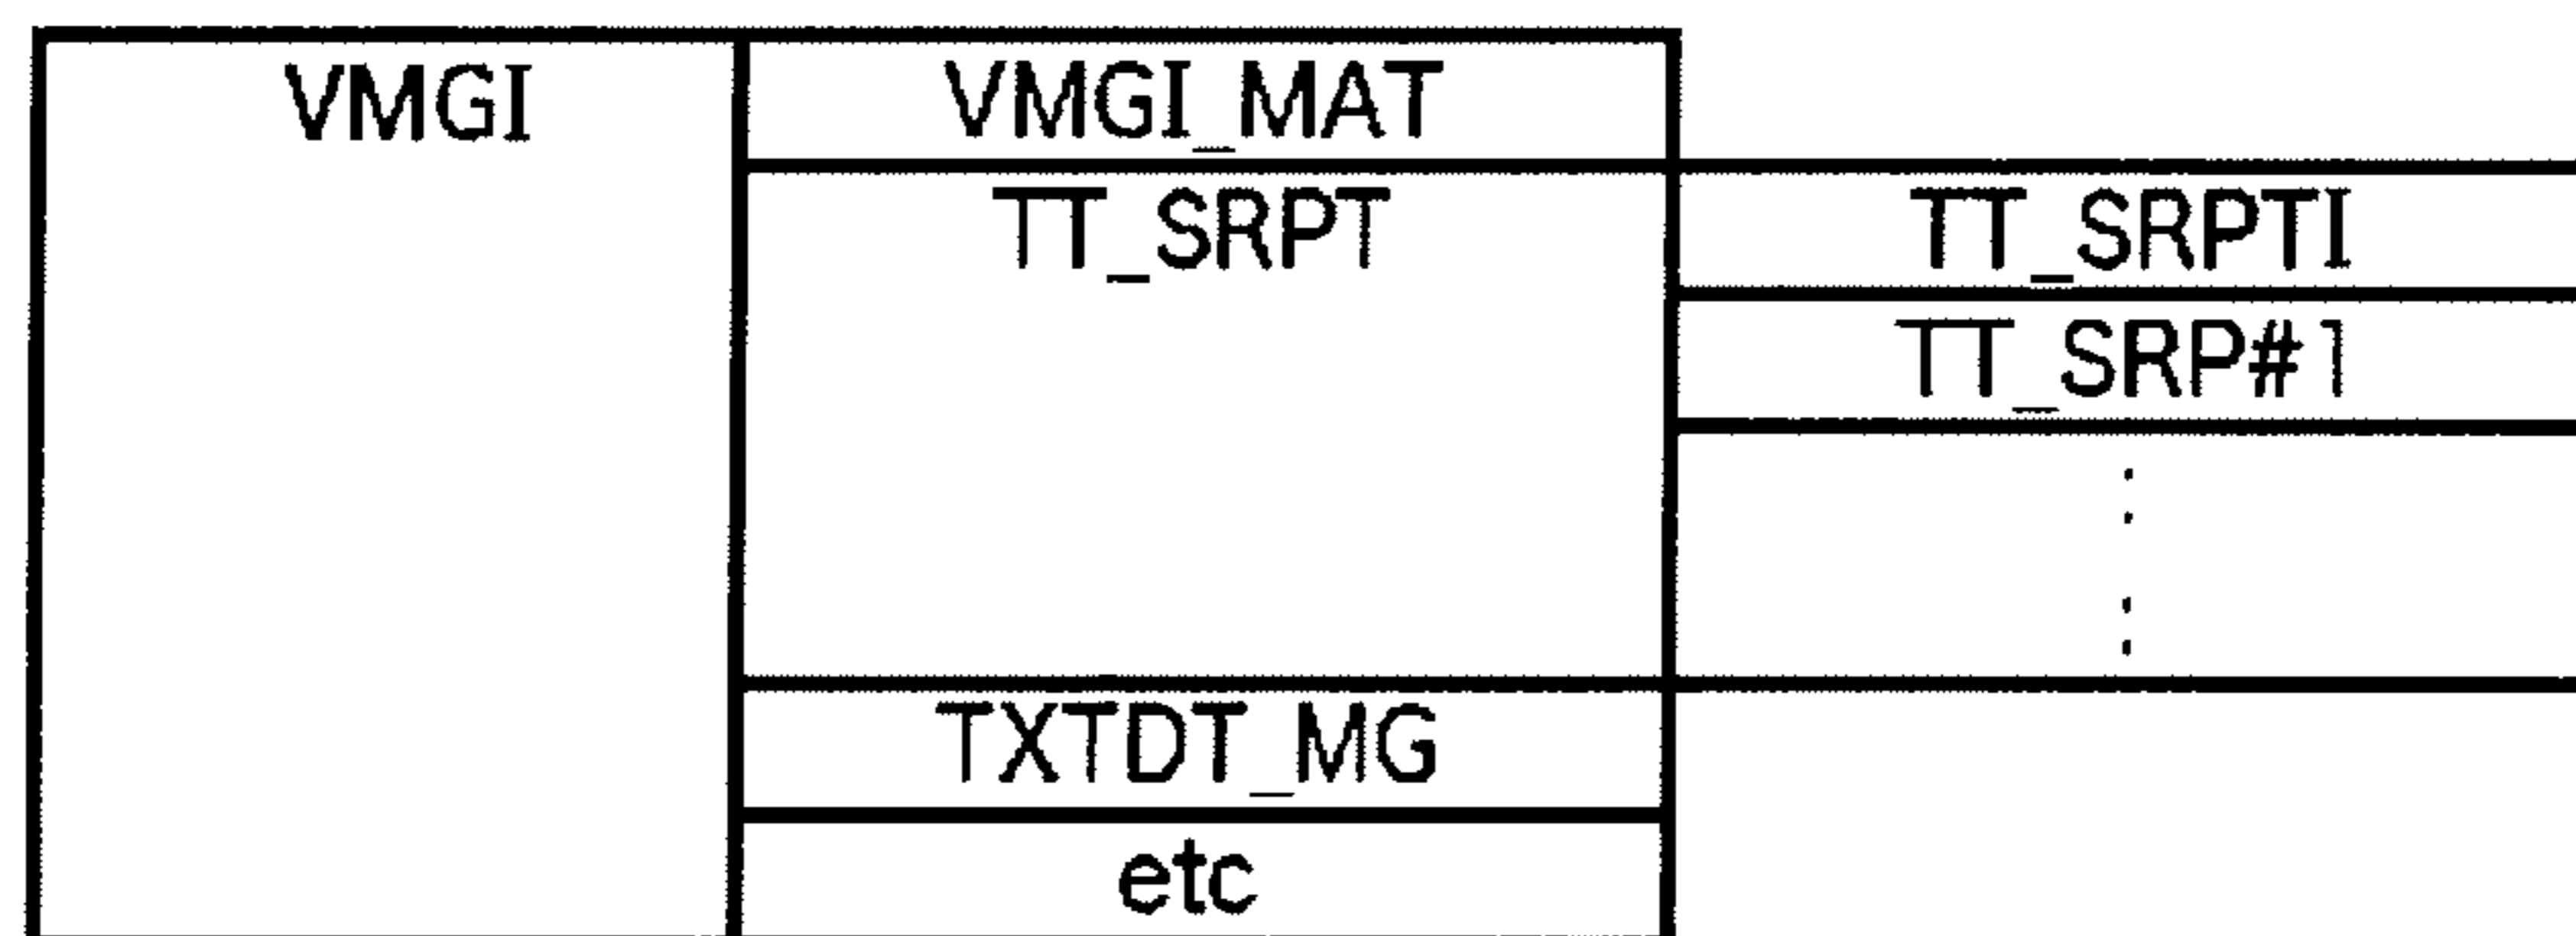 VMGI
VMGI_MAT
TT_SRPT
TT_SRPTI
TT_SRP#1
TXTDT_MG
etc